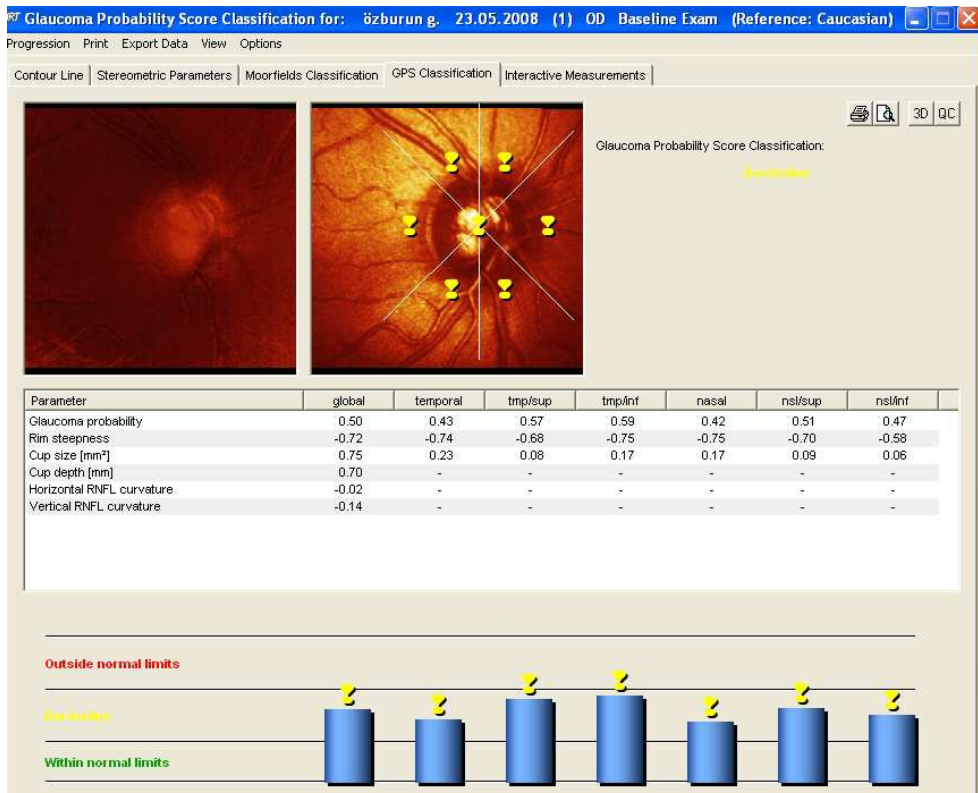 RT Glaucoma Probability Score Classification for: özburun g. 23.05.2008 (1) OD Baseline Exam (Reference: Caucasian)
Progression Print Export Data View Options
Contour Line Stereometric Parameters Moorfields Classification GPS Classification Interactive Measurements
3D QC
Glaucoma Probability Score Classification:
Borderline
Parameter global temporal tmp/sup tmp/inf nasal nsl/sup nsl/inf
Glaucoma probability 0.50 0.43 0.57 0.59 0.42 0.51 0.47
Rim steepness -0.72 -0.74 -0.68 -0.75 -0.75 -0.70 -0.58
Cup size [mm²] 0.75 0.23 0.08 0.17 0.17 0.09 0.06
Cup depth [mm] 0.70 - - - - - -
Horizontal RNFL curvature -0.02 - - - - - -
Vertical RNFL curvature -0.14 - - - - - -
Outside normal limits
Borderline
Within normal limits